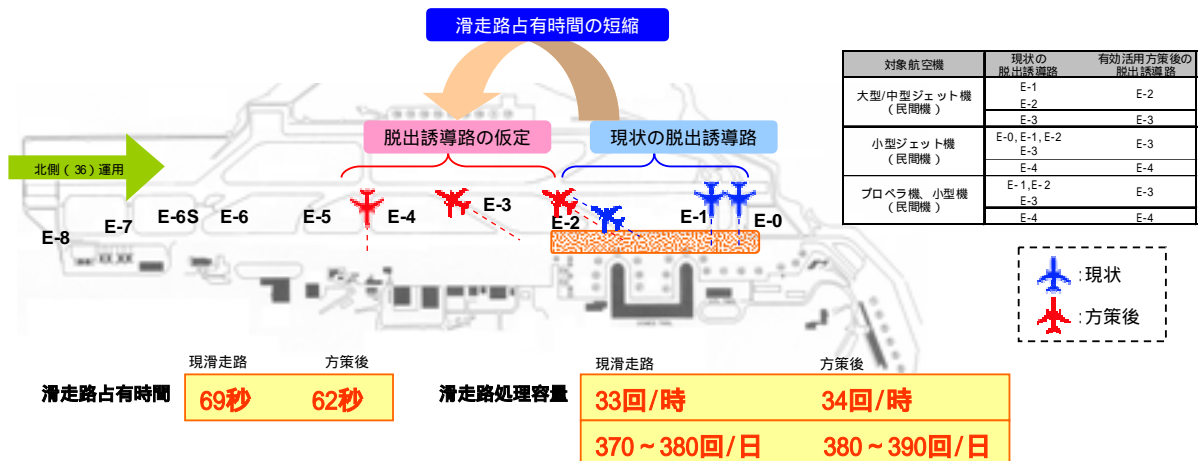 滑走路占有時間の短縮
対象航空機
現状の
脱出誘導路
有効活用方策後の
脱出誘導路
大型/中型ジェット機
(民間機)
E-1
E-2
E-2
E-3
E-3
小型ジェット機
(民間機)
E-0,E-1,E-2
E-3
E-3
E-4
E-4
プロペラ機、小型機
(民間機)
E-1,E-2
E-3
E-3
E-4
E-4
脱出誘導路の仮定
現状の脱出誘導路
北側(36)運用
E-8
E-7
E-6S
E-6
E-5
E-4
E-3
E-2
E-1
E-0
:現状
:方策後
現滑走路
方策後
滑走路占有時間
69秒
62秒
現滑走路
方策後
滑走路処理容量
33回/時
34回/時
370~380回/日
380~390回/日